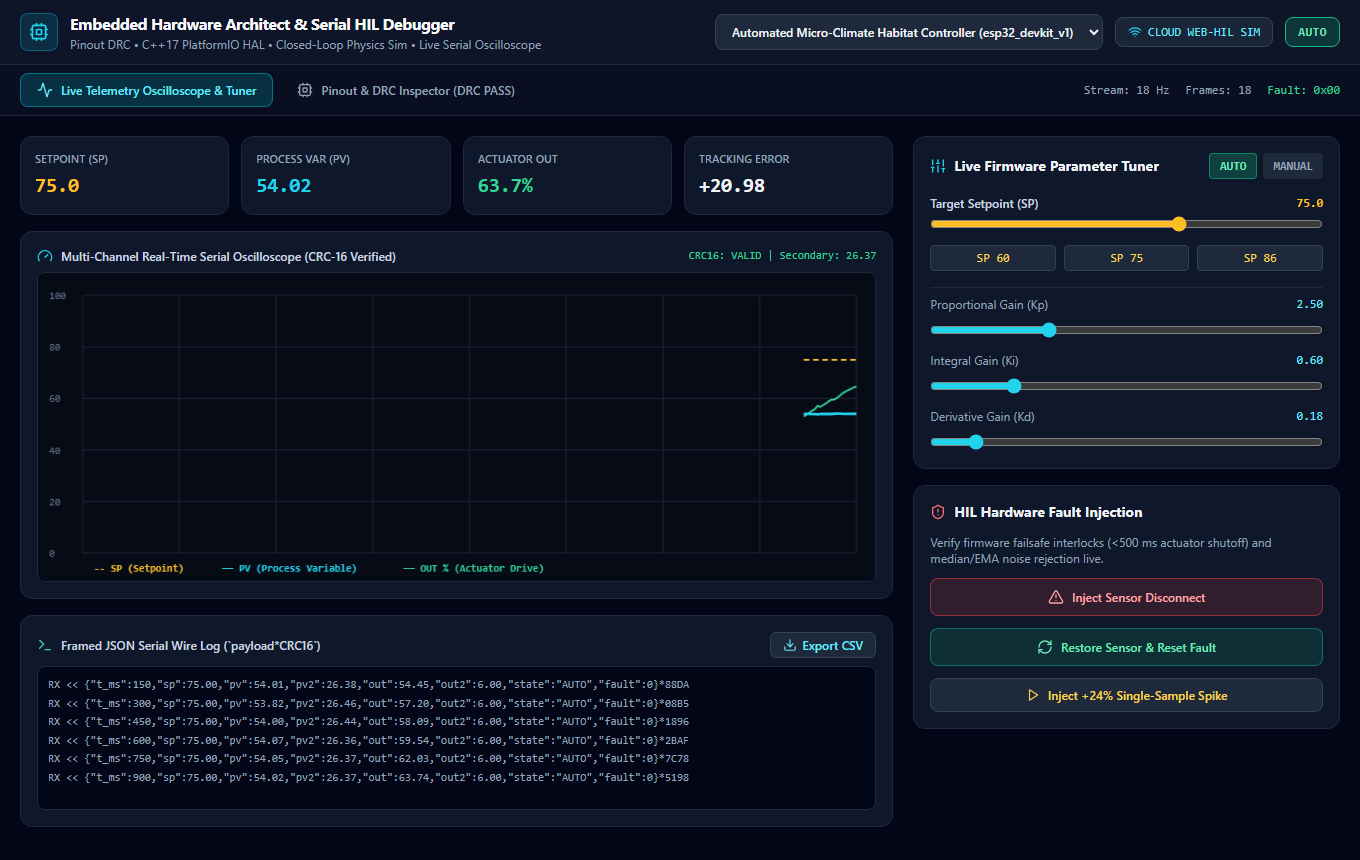 Embedded Hardware Architect & Serial HIL Debugger
Pinout DRC • C++17 PlatformIO HAL • Closed-Loop Physics Sim • Live Serial Oscilloscope
Automated Micro-Climate Habitat Controller (esp32_devkit_v1)
CLOUD WEB-HIL SIM
AUTO
Live Telemetry Oscilloscope & Tuner
Pinout & DRC Inspector (DRC PASS)
Stream: 18 Hz Frames: 18 Fault: 0x00
SETPOINT (SP)
75.0
PROCESS VAR (PV)
54.02
ACTUATOR OUT
63.7%
TRACKING ERROR
+20.98
Multi-Channel Real-Time Serial Oscilloscope (CRC-16 Verified)
CRC16: VALID | Secondary: 26.37
100
80
60
40
20
0
-- SP (Setpoint)
── PV (Process Variable)
── OUT % (Actuator Drive)
Framed JSON Serial Wire Log (`payload*CRC16`)
Export CSV
RX << {"t_ms":150,"sp":75.00,"pv":54.01,"pv2":26.38,"out":54.45,"out2":6.00,"state":"AUTO","fault":0}*88DA
RX << {"t_ms":300,"sp":75.00,"pv":53.82,"pv2":26.46,"out":57.20,"out2":6.00,"state":"AUTO","fault":0}*08B5
RX << {"t_ms":450,"sp":75.00,"pv":54.00,"pv2":26.44,"out":58.09,"out2":6.00,"state":"AUTO","fault":0}*1896
RX << {"t_ms":600,"sp":75.00,"pv":54.07,"pv2":26.36,"out":59.54,"out2":6.00,"state":"AUTO","fault":0}*2BAF
RX << {"t_ms":750,"sp":75.00,"pv":54.05,"pv2":26.37,"out":62.03,"out2":6.00,"state":"AUTO","fault":0}*7C78
RX << {"t_ms":900,"sp":75.00,"pv":54.02,"pv2":26.37,"out":63.74,"out2":6.00,"state":"AUTO","fault":0}*5198
Live Firmware Parameter Tuner
AUTO
MANUAL
Target Setpoint (SP)
75.0
SP 60
SP 75
SP 86
Proportional Gain (Kp)
2.50
Integral Gain (Ki)
0.60
Derivative Gain (Kd)
0.18
HIL Hardware Fault Injection
Verify firmware failsafe interlocks (<500 ms actuator shutoff) and
median/EMA noise rejection live.
Inject Sensor Disconnect
Restore Sensor & Reset Fault
Inject +24% Single-Sample Spike